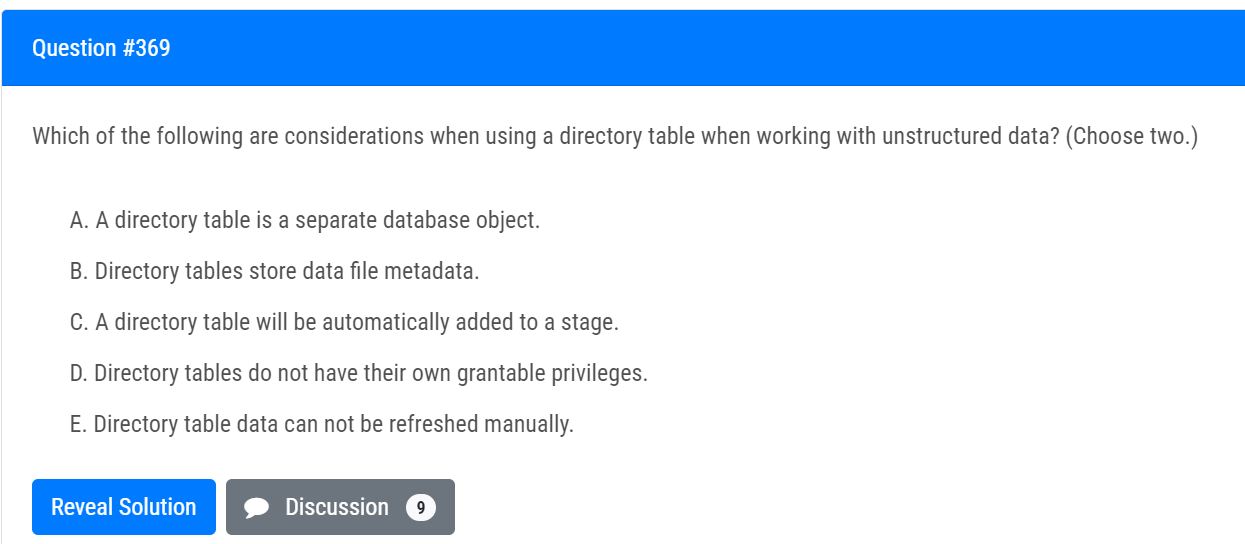 Question #369
Which of the following are considerations when using a directory table when working with unstructured data? (Choose two.)
A. A directory table is a separate database object.
B. Directory tables store data file metadata.
C. A directory table will be automatically added to a stage.
D. Directory tables do not have their own grantable privileges.
E. Directory table data can not be refreshed manually.
Reveal Solution Discussion 9